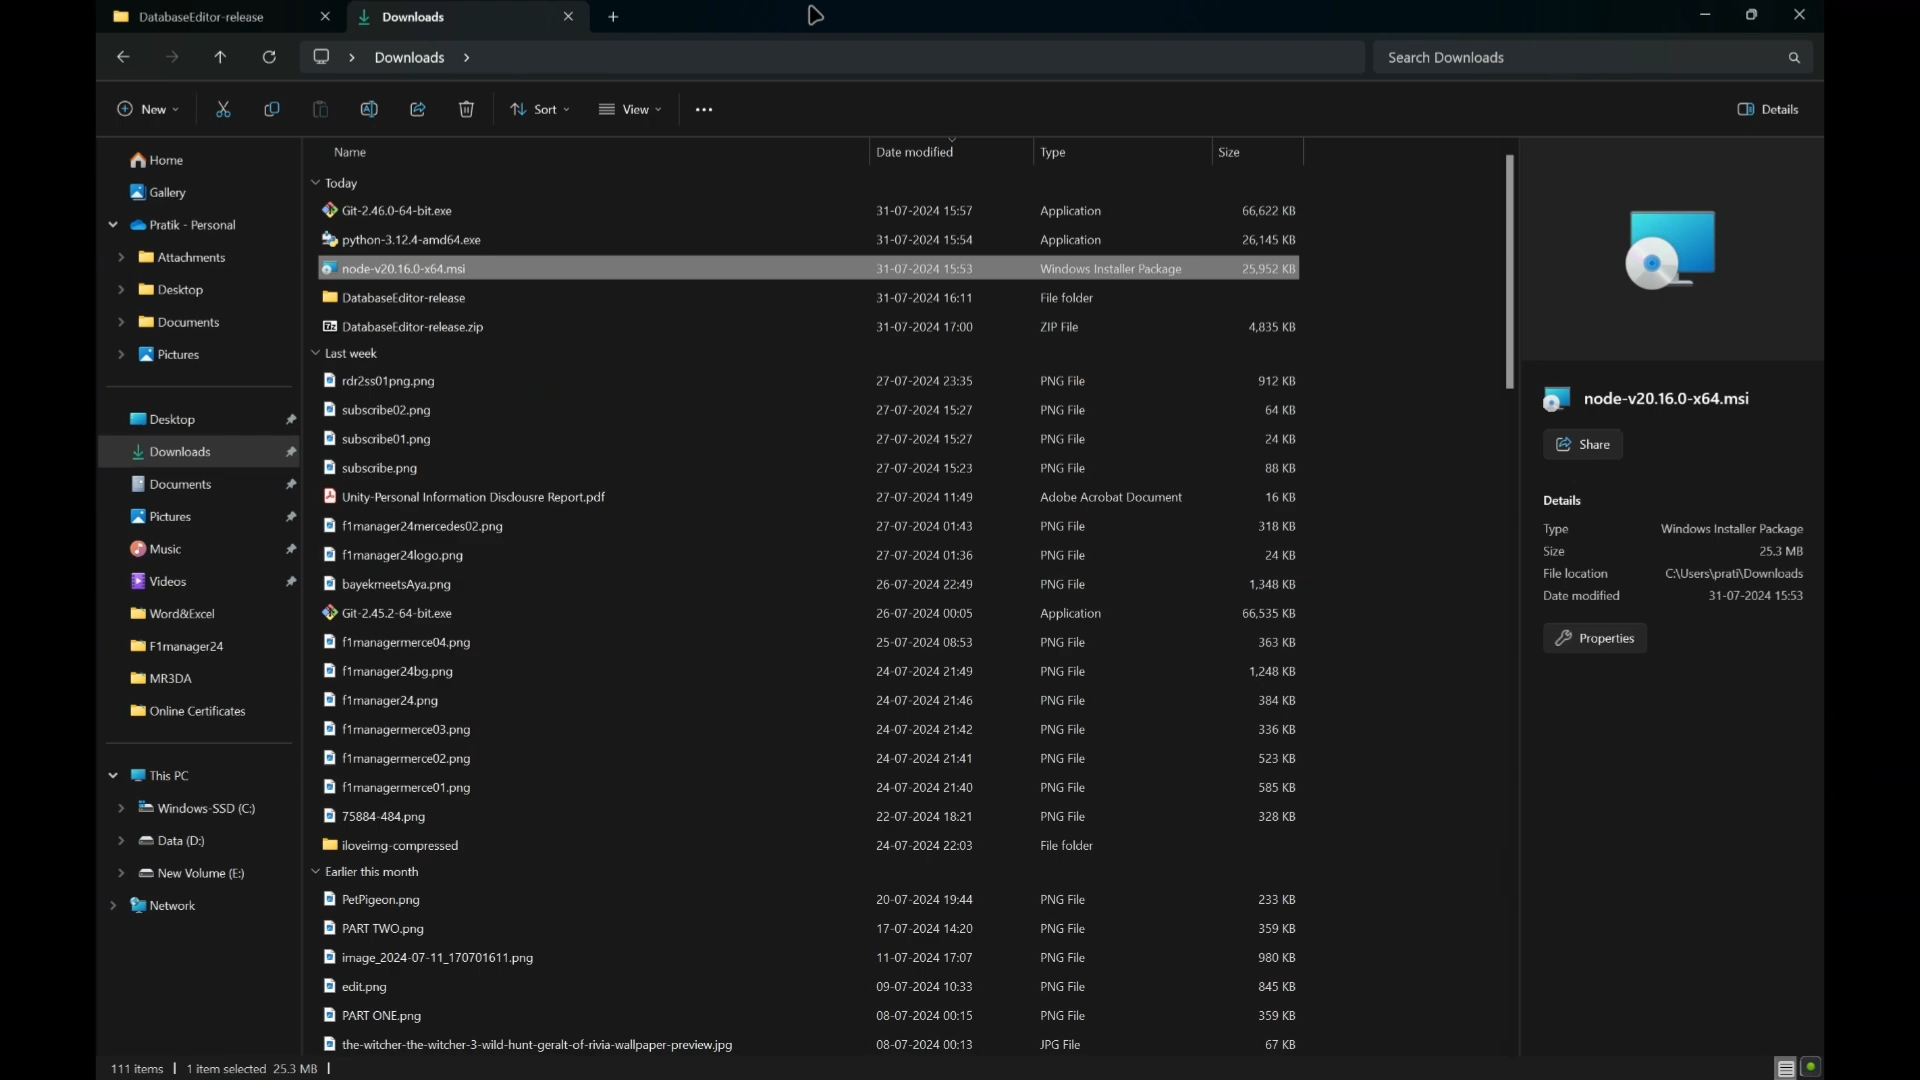 DatabaseEditor-release
Downloads
Downloads
Search Downloads
New
Sort
View
Details
Home
Gallery
Pratik - Personal
Attachments
Desktop
Documents
Pictures
Desktop
Downloads
Documents
Pictures
Music
Videos
Word&Excel
F1manager24
MR3DA
Online Certificates
This PC
Windows-SSD (C:)
Data (D:)
New Volume (E:)
Network
Name Date modified Type Size
Today
Git-2.46.0-64-bit.exe 31-07-2024 15:57 Application 66,622 KB
python-3.12.4-amd64.exe 31-07-2024 15:54 Application 26,145 KB
node-v20.16.0-x64.msi 31-07-2024 15:53 Windows Installer Package 25,952 KB
DatabaseEditor-release 31-07-2024 16:11 File folder
DatabaseEditor-release.zip 31-07-2024 17:00 ZIP File 4,835 KB
Last week
rdr2ss01png.png 27-07-2024 23:35 PNG File 912 KB
subscribe02.png 27-07-2024 15:27 PNG File 64 KB
subscribe01.png 27-07-2024 15:27 PNG File 24 KB
subscribe.png 27-07-2024 15:23 PNG File 88 KB
Unity-Personal Information Disclousre Report.pdf 27-07-2024 11:49 Adobe Acrobat Document 16 KB
f1manager24mercedes02.png 27-07-2024 01:43 PNG File 318 KB
f1manager24logo.png 27-07-2024 01:36 PNG File 24 KB
bayekmeetsAya.png 26-07-2024 22:49 PNG File 1,348 KB
Git-2.45.2-64-bit.exe 26-07-2024 00:05 Application 66,535 KB
f1managermerce04.png 25-07-2024 08:53 PNG File 363 KB
f1manager24bg.png 24-07-2024 21:49 PNG File 1,248 KB
f1manager24.png 24-07-2024 21:46 PNG File 384 KB
f1managermerce03.png 24-07-2024 21:42 PNG File 336 KB
f1managermerce02.png 24-07-2024 21:41 PNG File 523 KB
f1managermerce01.png 24-07-2024 21:40 PNG File 585 KB
75884-484.png 22-07-2024 18:21 PNG File 328 KB
iloveimg-compressed 24-07-2024 22:03 File folder
Earlier this month
PetPigeon.png 20-07-2024 19:44 PNG File 233 KB
PART TWO.png 17-07-2024 14:20 PNG File 359 KB
image_2024-07-11_170701611.png 11-07-2024 17:07 PNG File 980 KB
edit.png 09-07-2024 10:33 PNG File 845 KB
PART ONE.png 08-07-2024 00:15 PNG File 359 KB
the-witcher-the-witcher-3-wild-hunt-geralt-of-rivia-wallpaper-preview.jpg 08-07-2024 00:13 JPG File 67 KB
node-v20.16.0-x64.msi
Share
Details
Type Windows Installer Package
Size 25.3 MB
File location C:\Users\prati\Downloads
Date modified 31-07-2024 15:53
Properties
111 items 1 item selected 25.3 MB